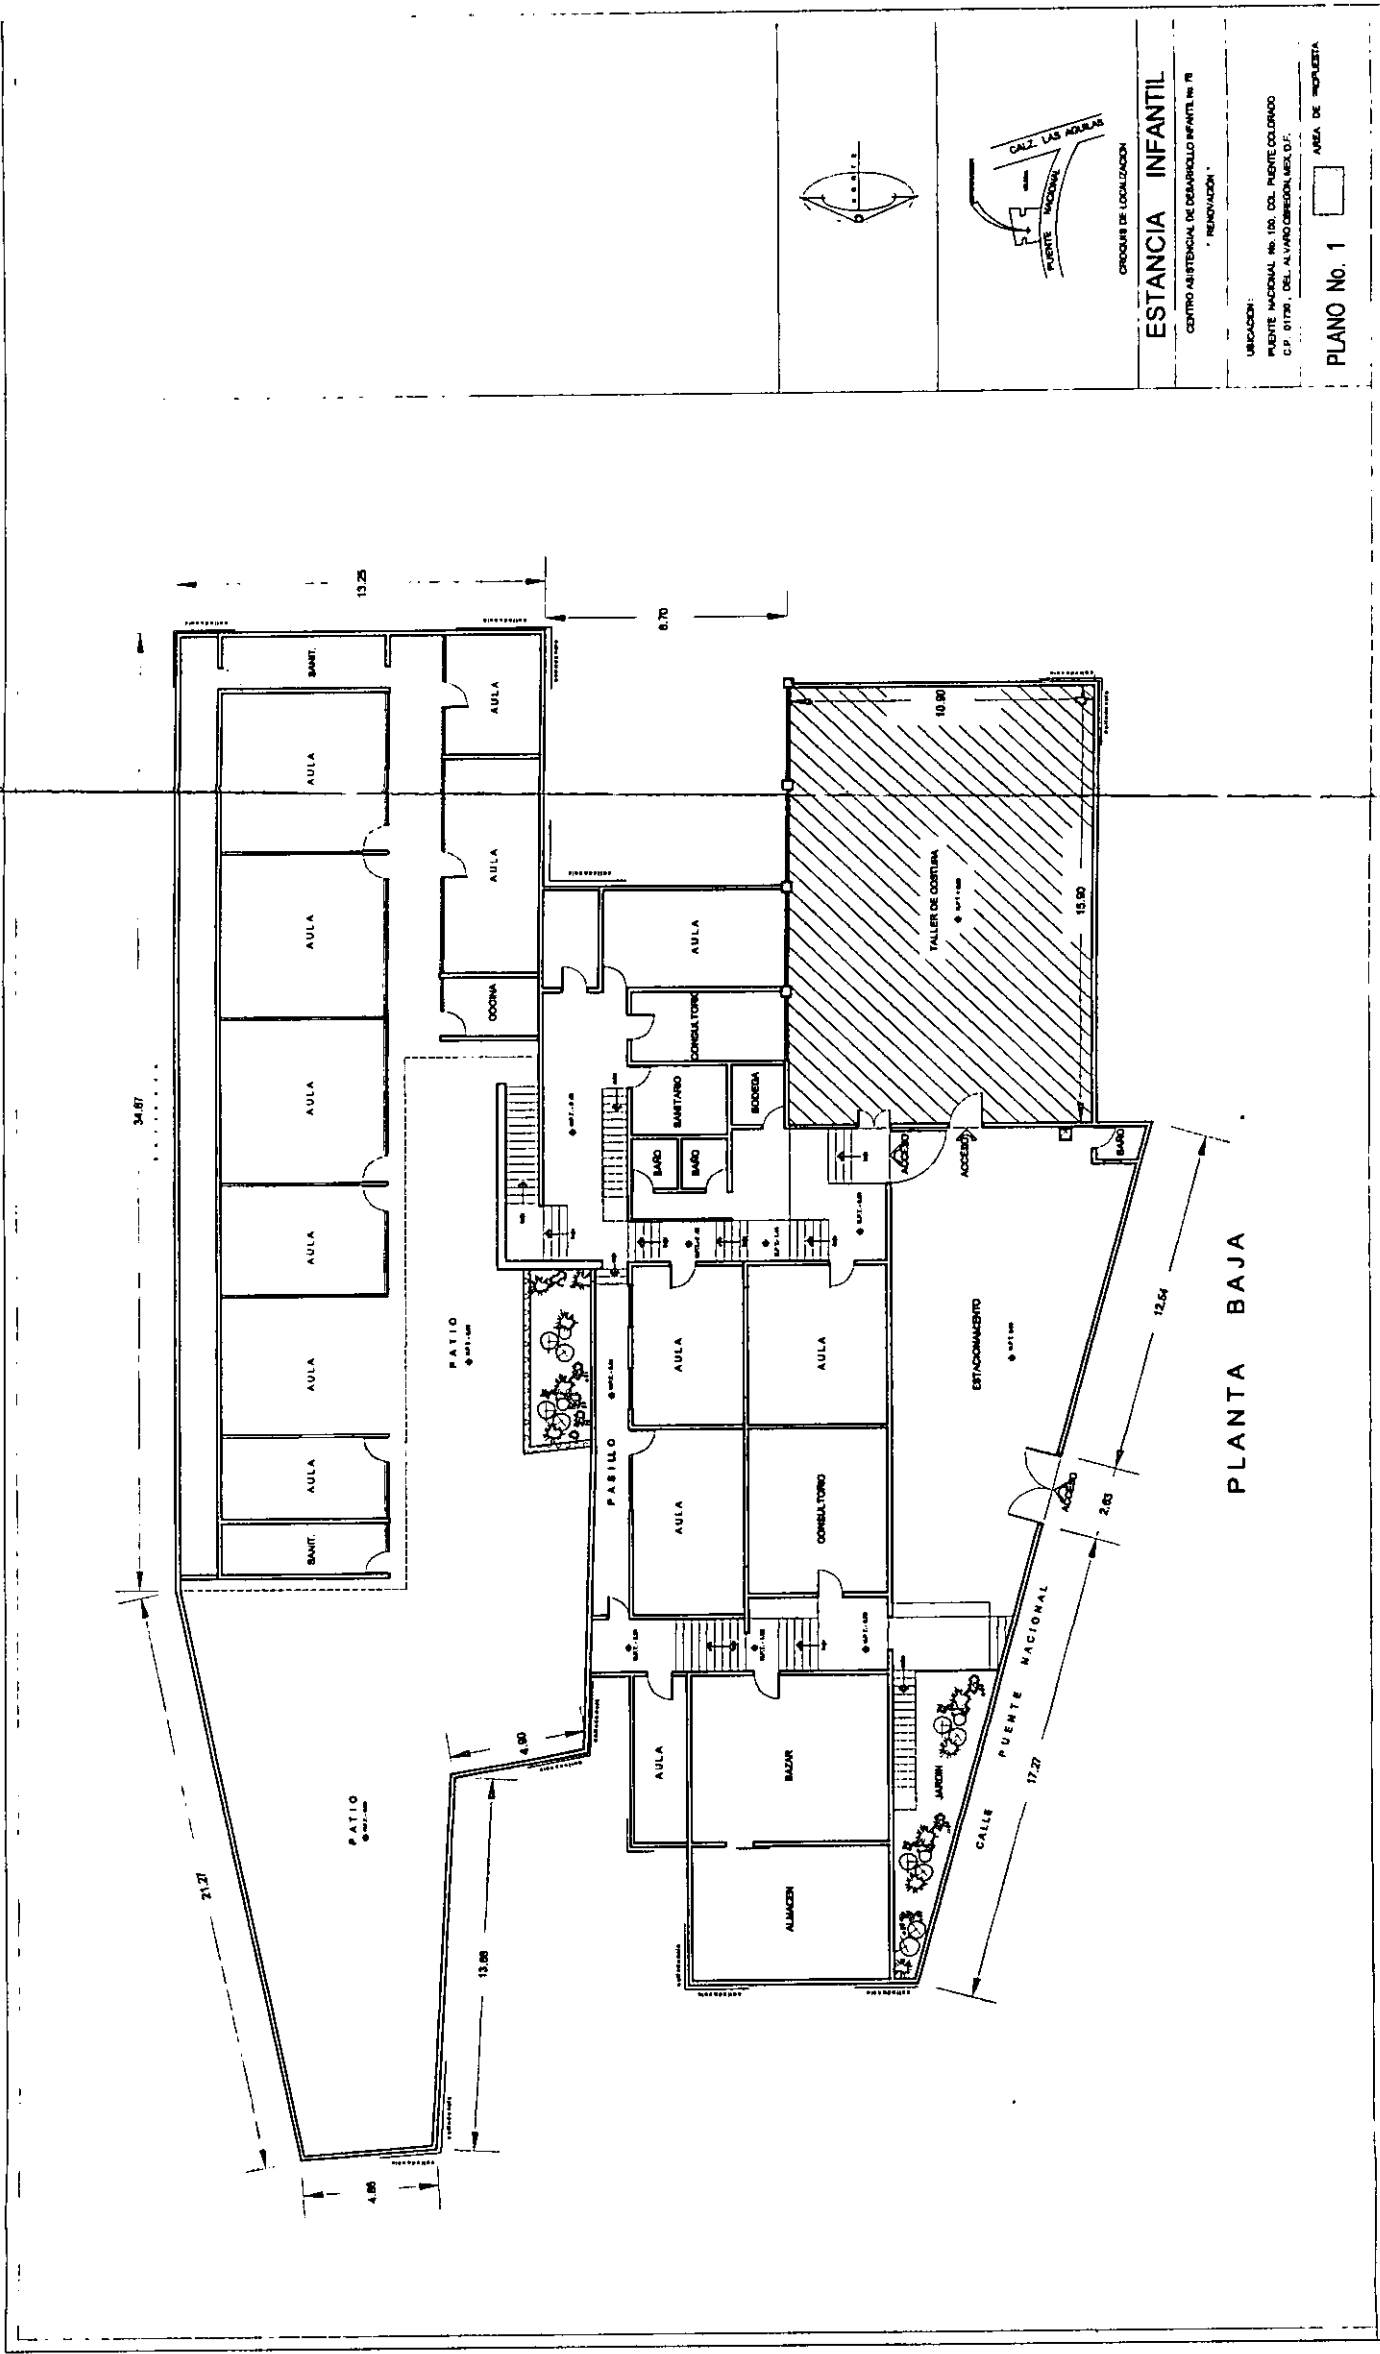 34.67
13.25
8.70
21.27
4.86
13.88
4.90
SANIT.
AULA
AULA
AULA
AULA
AULA
AULA
SANIT.
AULA
AULA
COCINA
PATIO
PATIO
PASILLO
AULA
CONSULTORIO
SANITARIO
BODEGA
BAÑO
BAÑO
AULA
AULA
AULA
CONSULTORIO
AULA
BAZAR
ALMACEN
JARDIN
ESTACIONAMIENTO
TALLER DE COSTURA
10.90
15.90
ACCESO
ACCESO
ACCESO
BAÑO
12.54
2.63
17.27
CALLE PUENTE NACIONAL
PLANTA BAJA
NORTE
CALZ. LAS AGUILAS
PUENTE NACIONAL
CROQUIS DE LOCALIZACION
ESTANCIA INFANTIL
CENTRO ASISTENCIAL DE DESARROLLO INFANTIL No. 78
" RENOVACIÓN "
UBICACION:
PUENTE NACIONAL No. 100, COL. PUENTE COLORADO
C.P. 01730, DEL. ALVARO OBREGON, MEX, D.F.
PLANO No. 1
AREA DE PROPUESTA